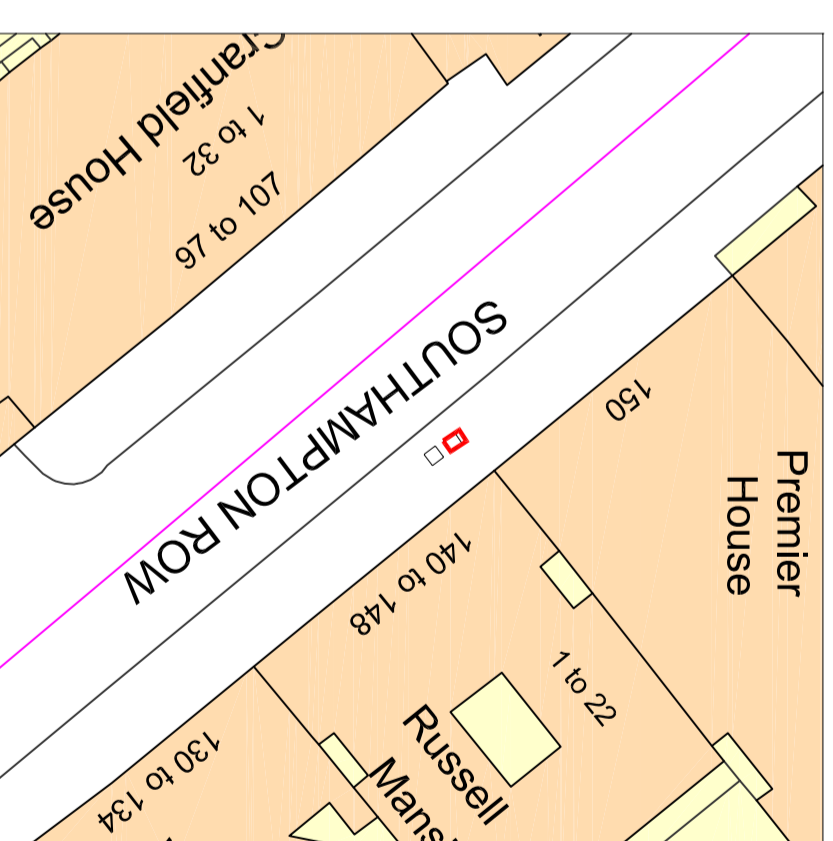 Cranfield House
1 to 32
97 to 107
SOUTHAMPTON ROW
150
Premier
House
140 to 148
1 to 22
Russell
130 to 134